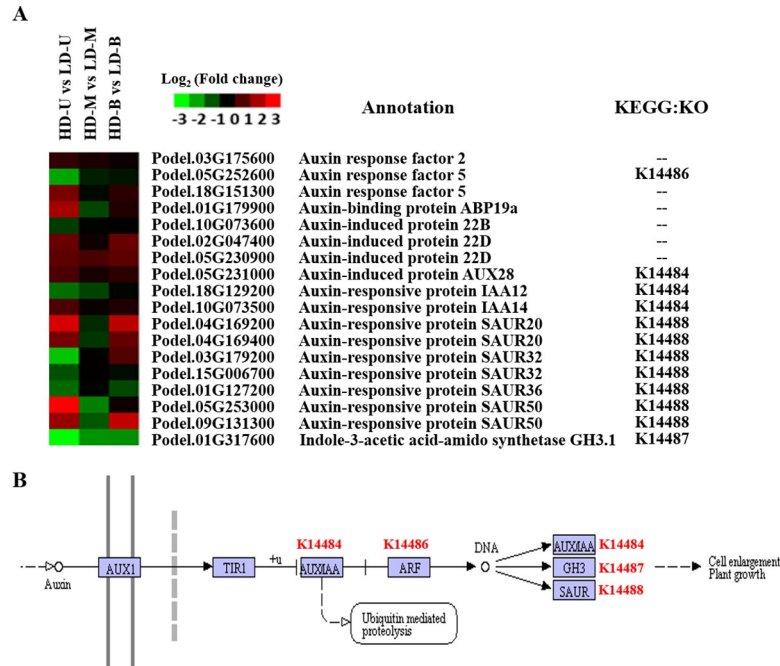 A
HD-U vs LD-U
HD-M vs LD-M
HD-B vs LD-B
Log2 (Fold change)
-3 -2 -1 0 1 2 3
Annotation
KEGG:KO
Podel.03G175600 Auxin response factor 2 --
Podel.05G252600 Auxin response factor 5 K14486
Podel.18G151300 Auxin response factor 5 --
Podel.01G179900 Auxin-binding protein ABP19a --
Podel.10G073600 Auxin-induced protein 22B --
Podel.02G047400 Auxin-induced protein 22D --
Podel.05G230900 Auxin-induced protein 22D --
Podel.05G231000 Auxin-induced protein AUX28 K14484
Podel.18G129200 Auxin-responsive protein IAA12 K14484
Podel.10G073500 Auxin-responsive protein IAA14 K14484
Podel.04G169200 Auxin-responsive protein SAUR20 K14488
Podel.04G169400 Auxin-responsive protein SAUR20 K14488
Podel.03G179200 Auxin-responsive protein SAUR32 K14488
Podel.15G006700 Auxin-responsive protein SAUR32 K14488
Podel.01G127200 Auxin-responsive protein SAUR36 K14488
Podel.05G253000 Auxin-responsive protein SAUR50 K14488
Podel.09G131300 Auxin-responsive protein SAUR50 K14488
Podel.01G317600 Indole-3-acetic acid-amido synthetase GH3.1 K14487
B
Auxin
AUX1
TIR1
+u
K14484
AUX/IAA
K14486
ARF
DNA
AUX/IAA K14484
GH3 K14487
SAUR K14488
Cell enlargement
Plant growth
Ubiquitin mediated
proteolysis